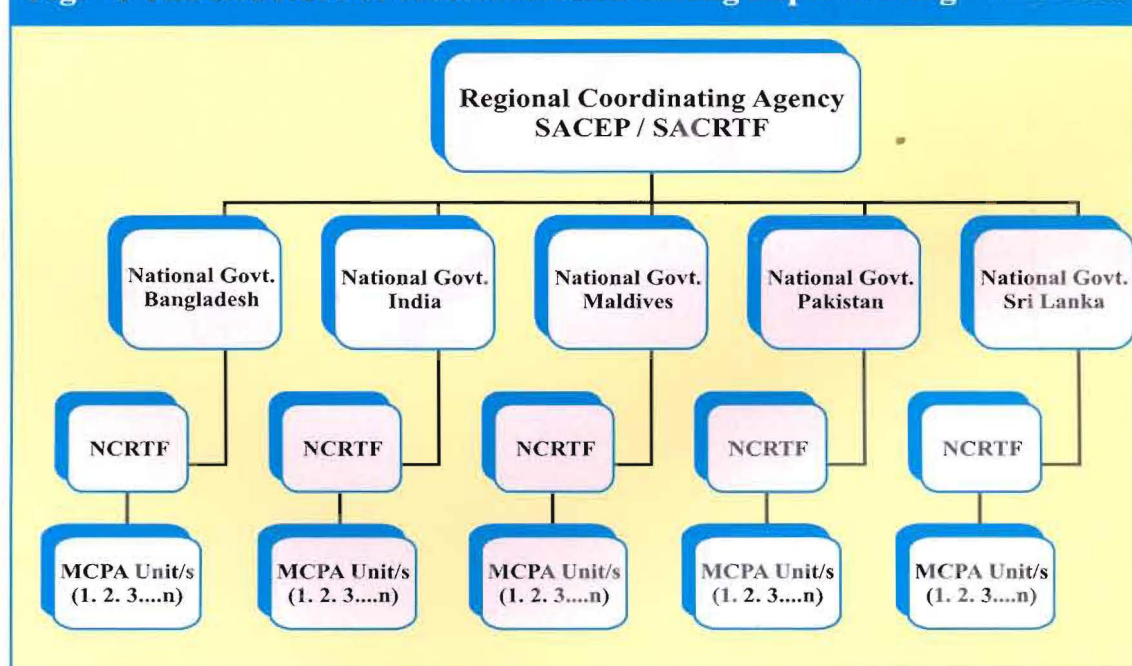 Regional Coordinating Agency
SACEP / SACRTF
National Govt.
Bangladesh
National Govt.
India
National Govt.
Maldives
National Govt.
Pakistan
National Govt.
Sri Lanka
NCRTF
NCRTF
NCRTF
NCRTF
NCRTF
MCPA Unit/s
(1. 2. 3....n)
MCPA Unit/s
(1. 2. 3....n)
MCPA Unit/s
(1. 2. 3....n)
MCPA Unit/s
(1. 2. 3....n)
MCPA Unit/s
(1. 2. 3....n)